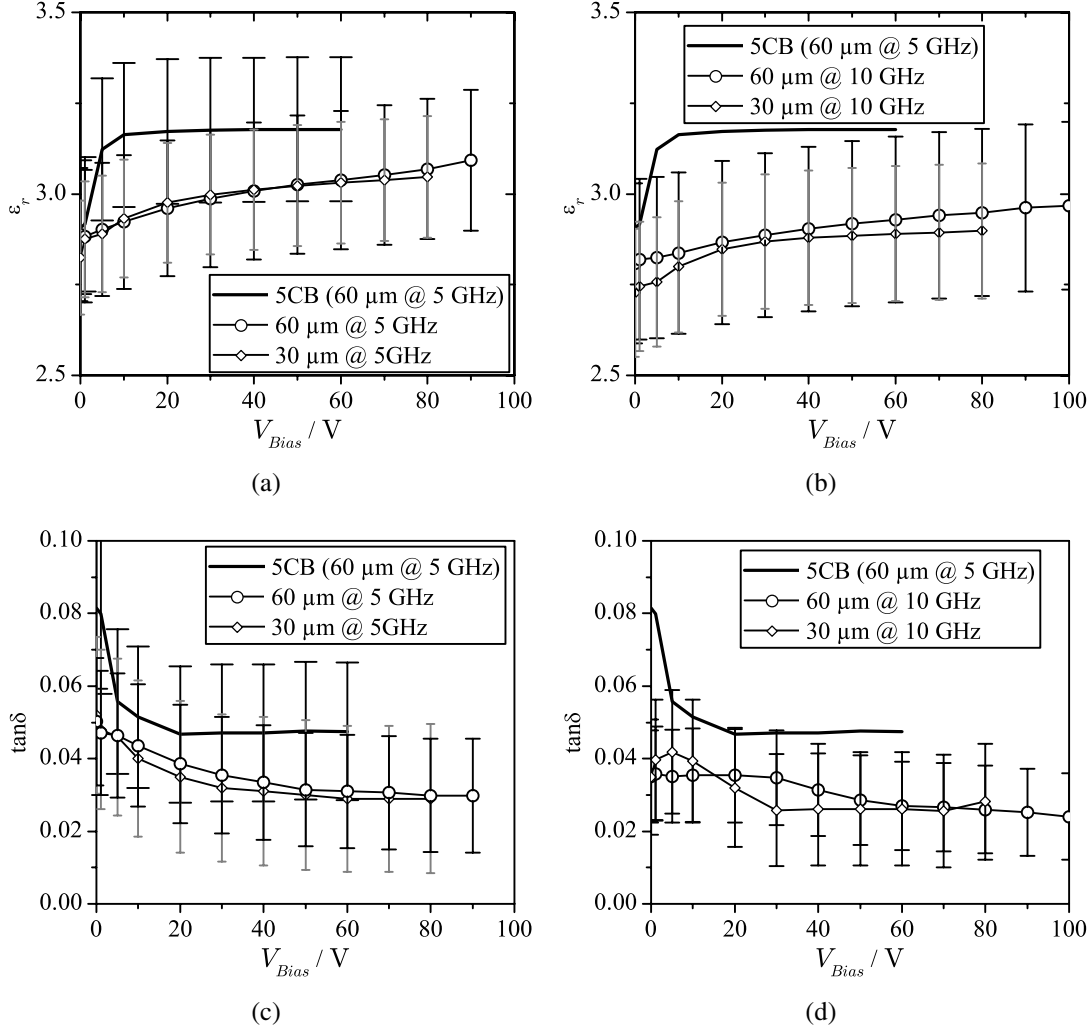 3.5
3.0
2.5
εr
0
20
40
60
80
100
V_Bias / V
5CB (60 µm @ 5 GHz)
60 µm @ 5 GHz
30 µm @ 5GHz
(a)
3.5
3.0
2.5
εr
0
20
40
60
80
100
V_Bias / V
5CB (60 µm @ 5 GHz)
60 µm @ 10 GHz
30 µm @ 10 GHz
(b)
0.10
0.08
0.06
0.04
0.02
0.00
tanδ
0
20
40
60
80
100
V_Bias / V
5CB (60 µm @ 5 GHz)
60 µm @ 5 GHz
30 µm @ 5GHz
(c)
0.10
0.08
0.06
0.04
0.02
0.00
tanδ
0
20
40
60
80
100
V_Bias / V
5CB (60 µm @ 5 GHz)
60 µm @ 10 GHz
30 µm @ 10 GHz
(d)